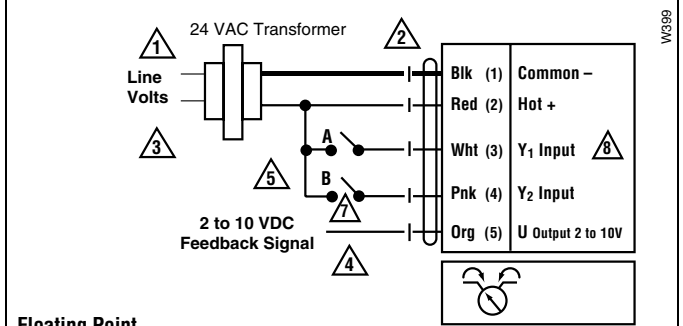 24 VAC Transformer
W399
1
2
Line
Volts
3
Blk (1) Common –
Red (2) Hot +
A
Wht (3) Y1 Input
8
5
B
7
Pnk (4) Y2 Input
2 to 10 VDC
Feedback Signal
4
Org (5) U Output 2 to 10V
Floating Point